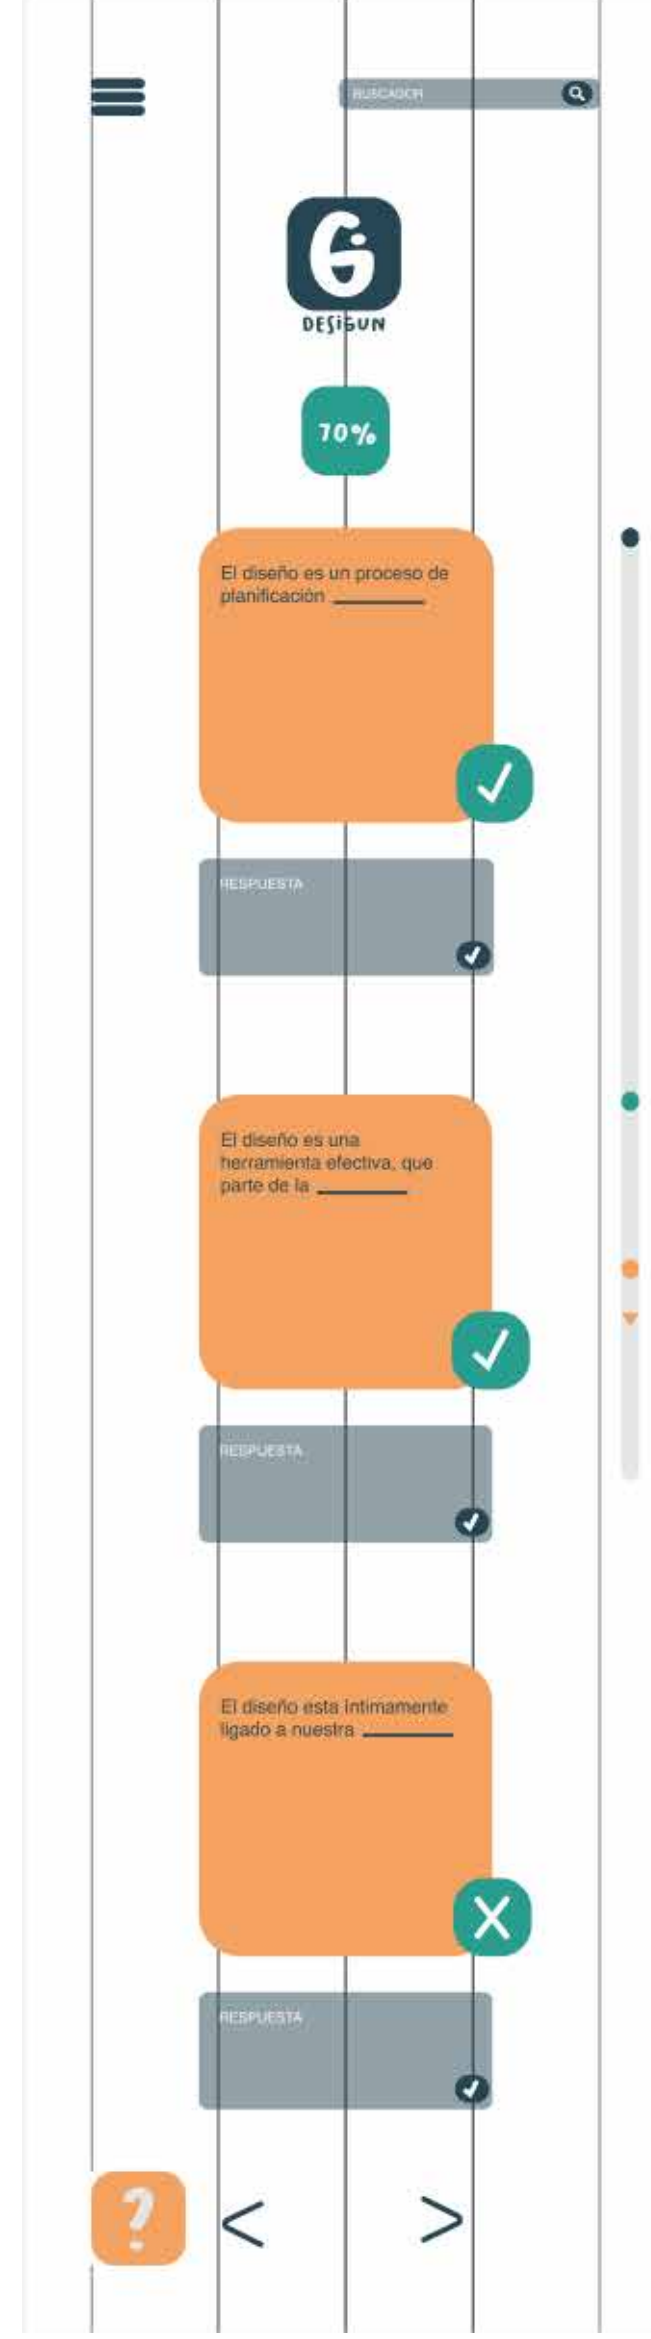 BUSCADOR
G
DESiGUN
70%
El diseño es un proceso de
planificación
RESPUESTA
El diseño es una
herramienta efectiva, que
parte de la
RESPUESTA
El diseño esta íntimamente
ligado a nuestra
RESPUESTA
?
< >